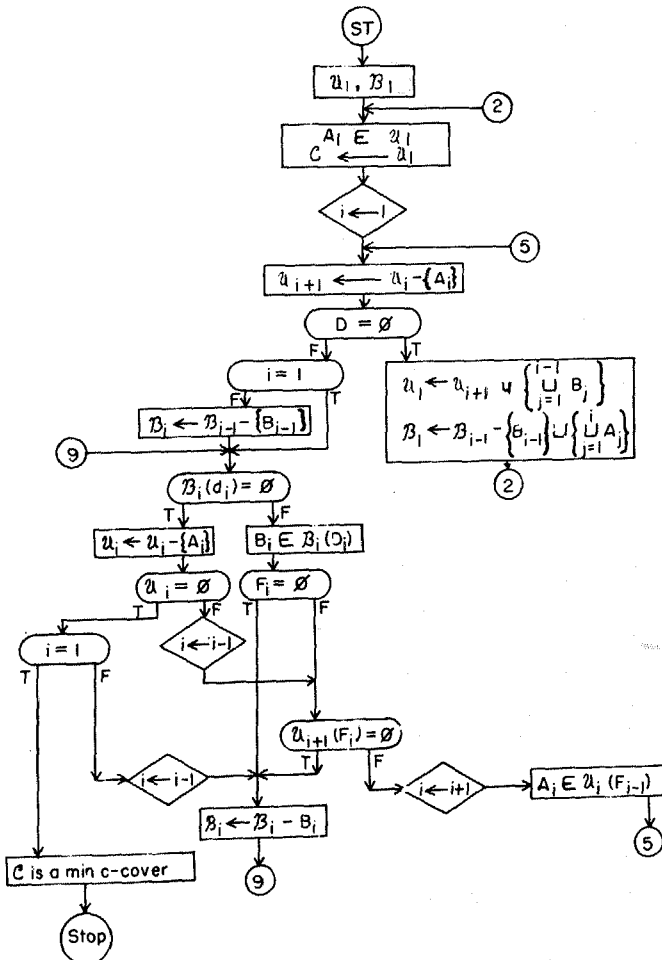 ST
𝒰₁, ℬ₁
2
A₁ ∈ 𝒰₁
C ← 𝒰₁
i ← 1
5
𝒰ᵢ₊₁ ← 𝒰ᵢ-{Aᵢ}
D = ∅
F T
i = 1
F T
ℬᵢ ← ℬᵢ₋₁-{Bᵢ₋₁}
𝒰₁ ← 𝒰ᵢ₊₁ ∪ { ∪ⱼ₌₁ⁱ⁻¹ Bⱼ }
ℬ₁ ← ℬᵢ₋₁-{Bᵢ₋₁}∪{ ∪ⱼ₌₁ⁱ Aⱼ }
2
9
ℬᵢ(dᵢ)=∅
T F
𝒰ᵢ ← 𝒰ᵢ-{Aᵢ}
Bᵢ ∈ ℬᵢ(Dᵢ)
𝒰ᵢ = ∅
Fᵢ = ∅
T F T F
i = 1
i←i-1
T F
𝒰ᵢ₊₁(Fᵢ)=∅
T F
i←i-1
i←i+1
Aᵢ ∈ 𝒰ᵢ (Fᵢ₋₁)
ℬᵢ ← ℬᵢ - Bᵢ
5
C is a min c-cover
9
Stop